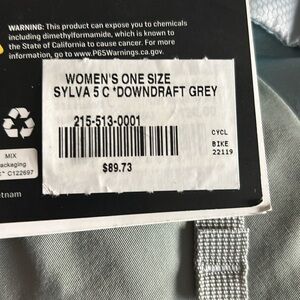 WARNING: This product can expose you to chemicals
including dimethylformamide, which is known to
the State of California to cause cancer. For more
information, go to www.P65Warnings.ca.gov.
WOMEN'S ONE SIZE
SYLVA 5 C *DOWNDRAFT GREY
215-513-0001
CYCL
BIKE
22119
$89.73
MIX
ackaging
C122697
etnam